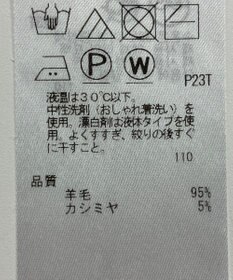 P W
P23T
液温は30℃以下。
中性洗剤(おしゃれ着洗い)を
使用。漂白剤は液体タイプを使
用。よくすすぎ、絞りの後すぐ
に干すこと。
110
品質
羊毛 95%
カシミヤ 5%